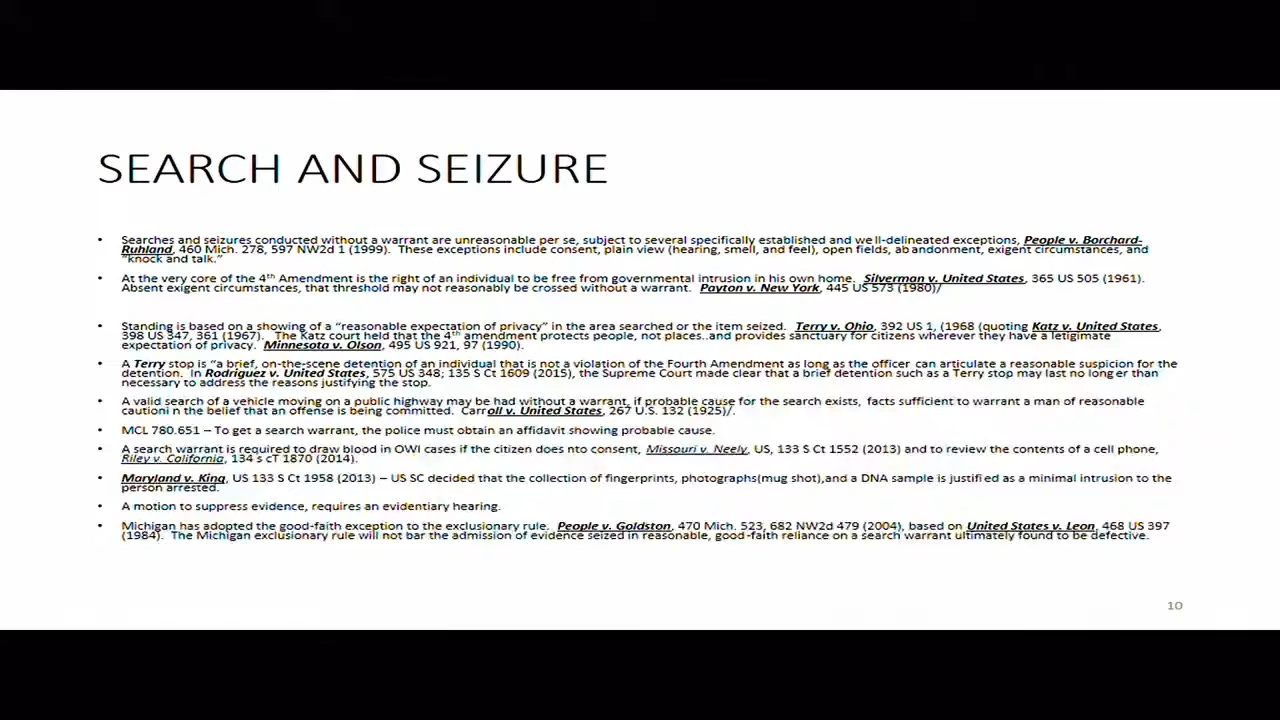 SEARCH AND SEIZURE
• Searches and seizures conducted without a warrant are unreasonable per se, subject to several specifically established and well-delineated exceptions, People v. Borchard-
Ruhland, 460 Mich. 278, 597 NW2d 1 (1999). These exceptions include consent, plain view (hearing, smell, and feel), open fields, abandonment, exigent circumstances, and
"knock and talk."
• At the very core of the 4th Amendment is the right of an individual to be free from governmental intrusion in his own home. Silverman v. United States, 365 US 505 (1961).
Absent exigent circumstances, that threshold may not reasonably be crossed without a warrant. Payton v. New York, 445 US 573 (1980)/
• Standing is based on a showing of a "reasonable expectation of privacy" in the area searched or the item seized. Terry v. Ohio, 392 US 1, (1968 (quoting Katz v. United States,
398 US 347, 361 (1967). The Katz court held that the 4th amendment protects people, not places..and provides sanctuary for citizens wherever they have a letigimate
expectation of privacy. Minnesota v. Olson, 495 US 921, 97 (1990).
• A Terry stop is "a brief, on-the-scene detention of an individual that is not a violation of the Fourth Amendment as long as the officer can articulate a reasonable suspicion for the
detention. In Rodriguez v. United States, 575 US 348; 135 S Ct 1609 (2015), the Supreme Court made clear that a brief detention such as a Terry stop may last no longer than
necessary to address the reasons justifying the stop.
• A valid search of a vehicle moving on a public highway may be had without a warrant, if probable cause for the search exists, facts sufficient to warrant a man of reasonable
cautioni n the belief that an offense is being committed. Carroll v. United States, 267 U.S. 132 (1925)/.
• MCL 780.651 – To get a search warrant, the police must obtain an affidavit showing probable cause.
• A search warrant is required to draw blood in OWI cases if the citizen does nto consent, Missouri v. Neely, US, 133 S Ct 1552 (2013) and to review the contents of a cell phone,
Riley v. California, 134 s cT 1870 (2014).
• Maryland v. King, US 133 S Ct 1958 (2013) – US SC decided that the collection of fingerprints, photographs(mug shot),and a DNA sample is justified as a minimal intrusion to the
person arrested.
• A motion to suppress evidence, requires an evidentiary hearing.
• Michigan has adopted the good-faith exception to the exclusionary rule. People v. Goldston, 470 Mich. 523, 682 NW2d 479 (2004), based on United States v. Leon, 468 US 397
(1984). The Michigan exclusionary rule will not bar the admission of evidence seized in reasonable, good-faith reliance on a search warrant ultimately found to be defective.
10